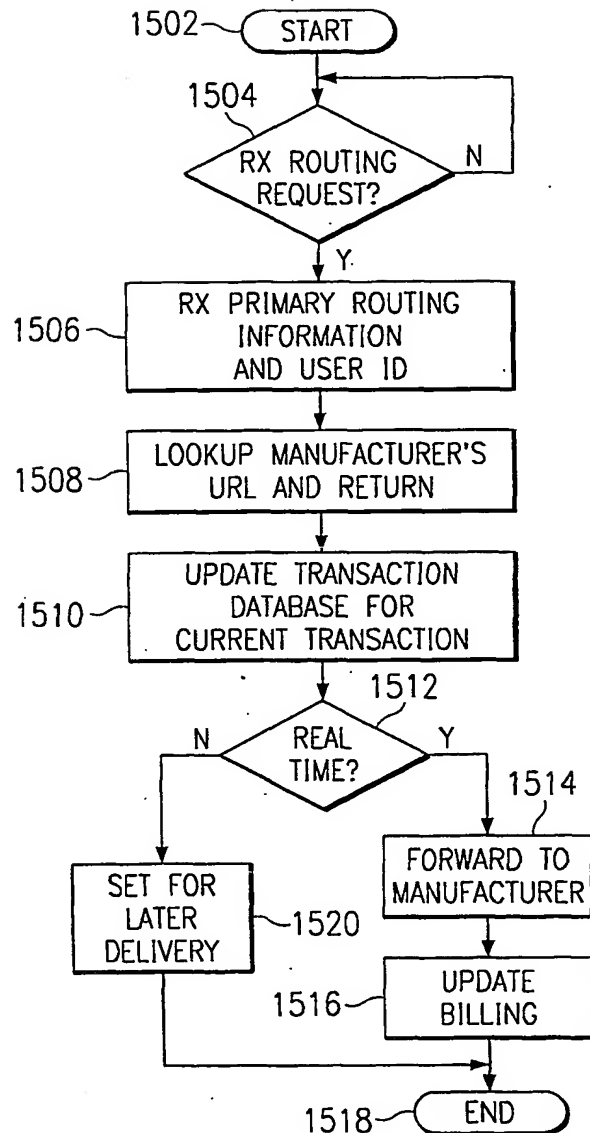 1502
START
1504
RX ROUTING
REQUEST?
N
Y
1506
RX PRIMARY ROUTING
INFORMATION
AND USER ID
1508
LOOKUP MANUFACTURER'S
URL AND RETURN
1510
UPDATE TRANSACTION
DATABASE FOR
CURRENT TRANSACTION
1512
N
REAL
TIME?
Y
1514
SET FOR
LATER
DELIVERY
1520
FORWARD TO
MANUFACTURER
1516
UPDATE
BILLING
1518
END